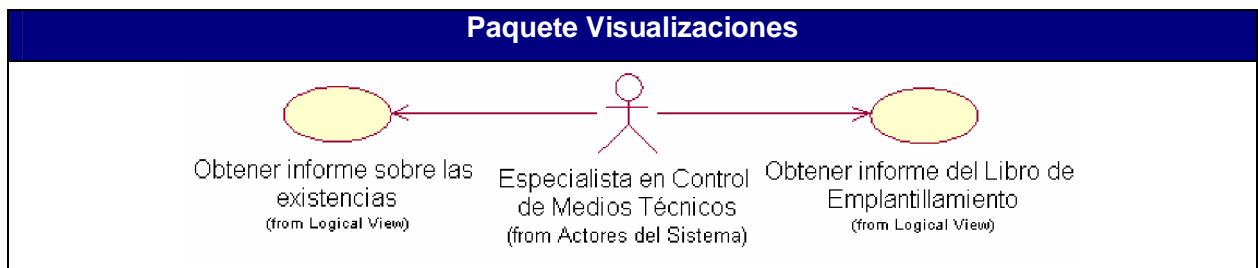 Paquete Visualizaciones
Obtener informe sobre las
existencias
(from Logical View)
Especialista en Control
de Medios Técnicos
(from Actores del Sistema)
Obtener informe del Libro de
Emplantillamiento
(from Logical View)